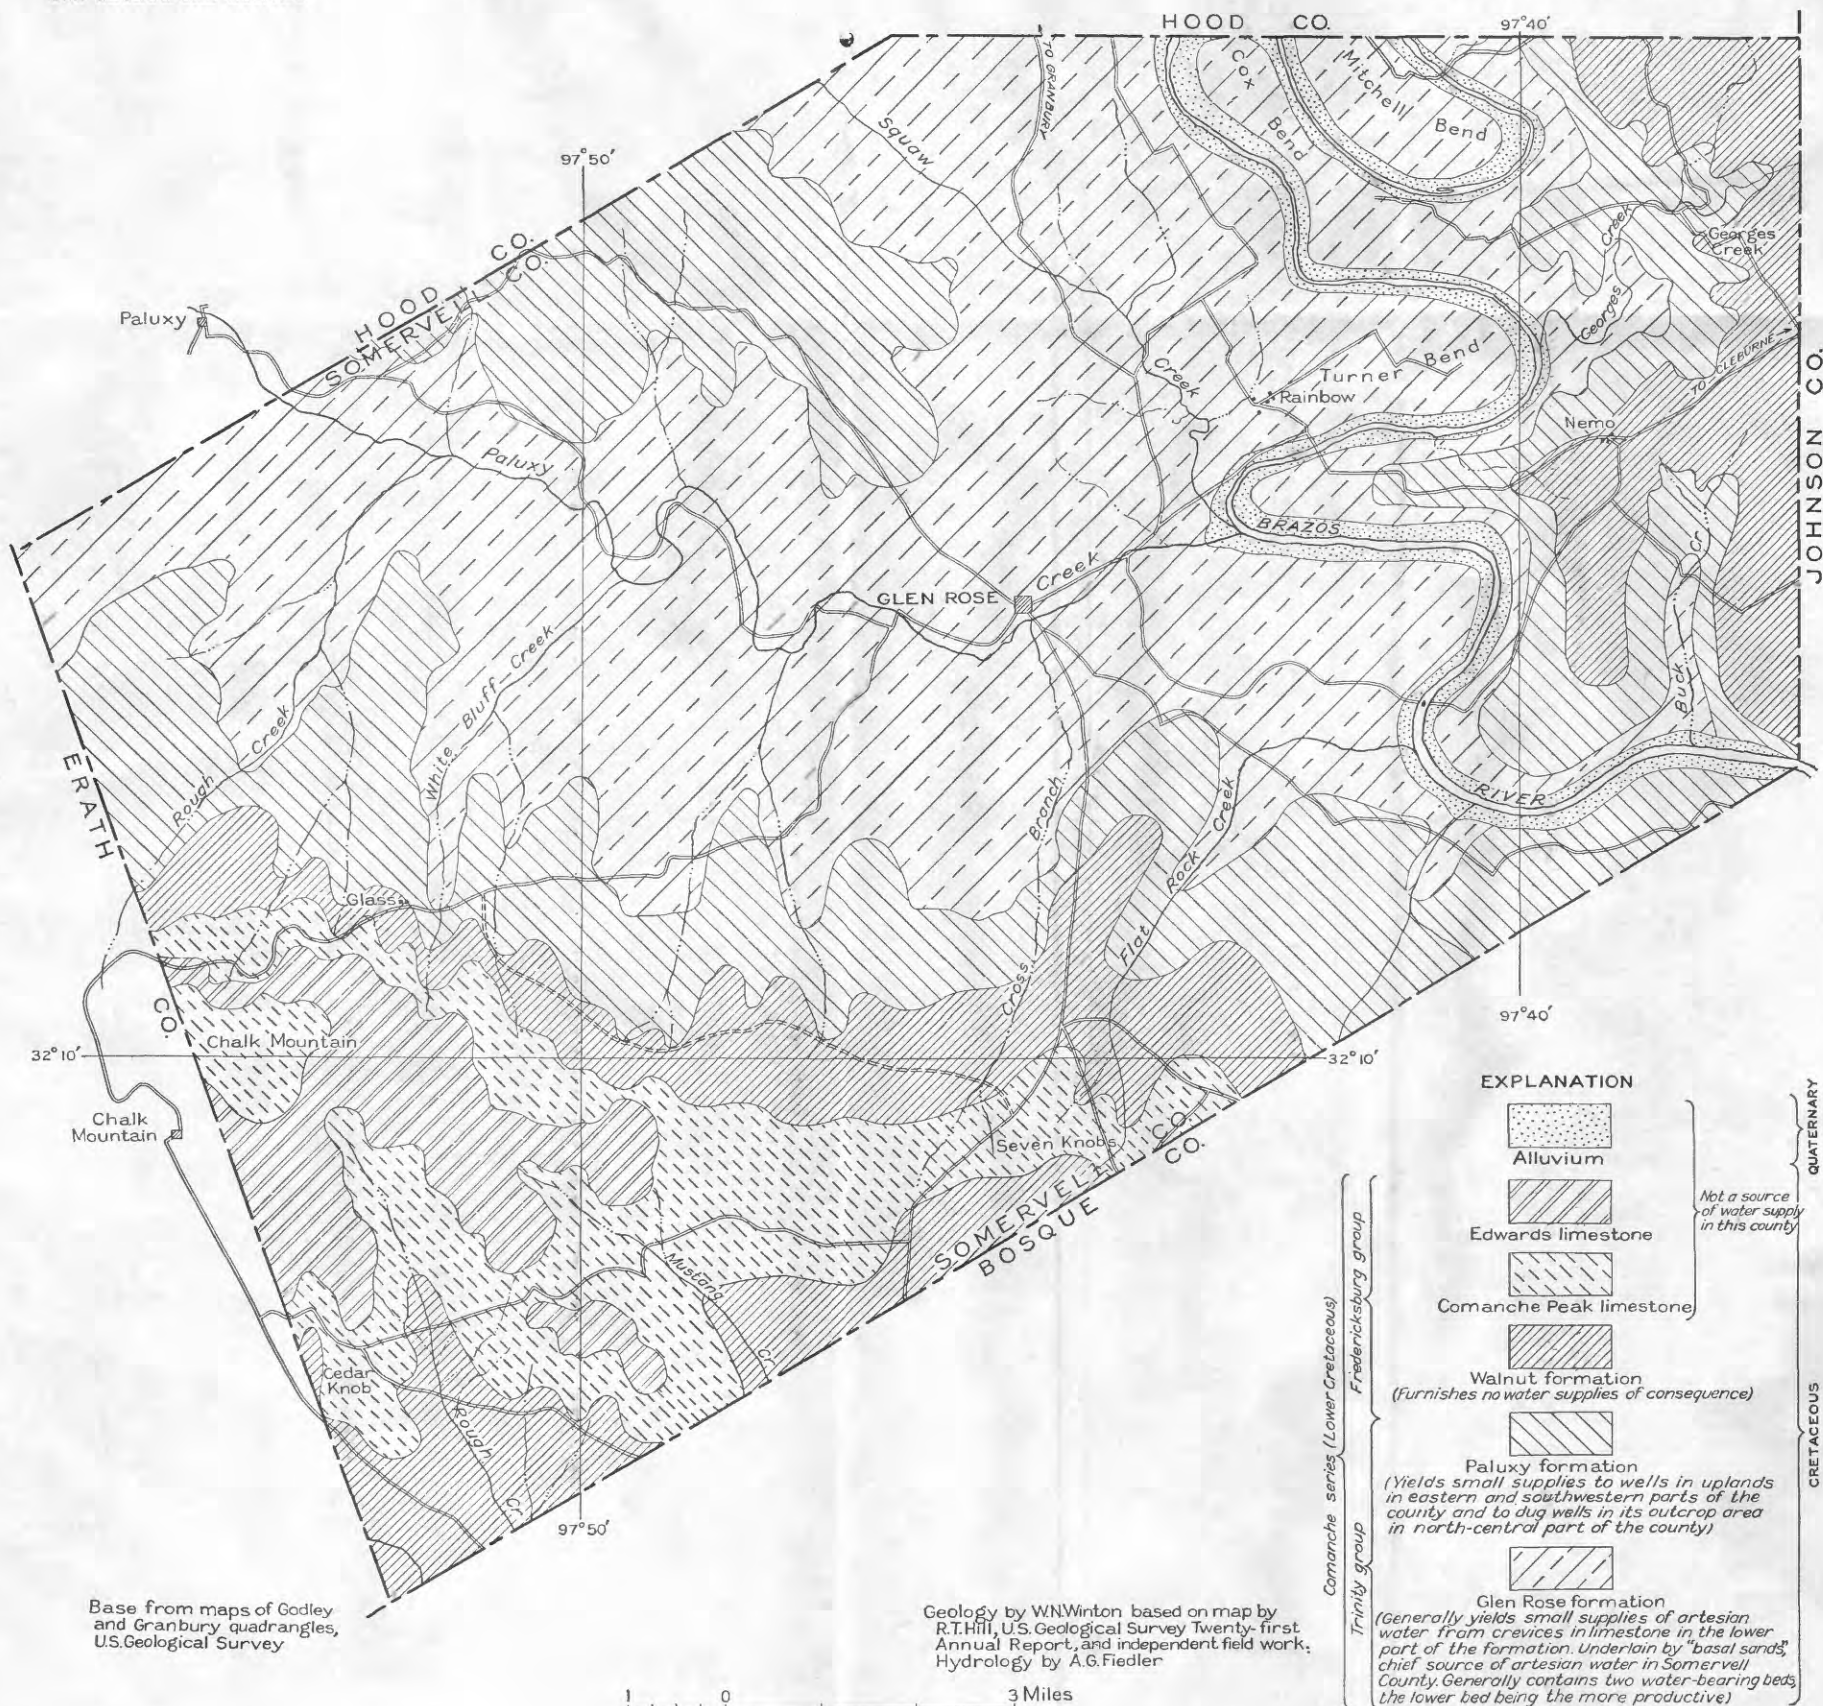 HOOD CO.
97°40′
TO GRANBURY
Cox
Bend
Mitchell
Bend
Squaw
97°50′
Creek
Georges
Creek
HOOD CO.
SOMERVELL CO.
Paluxy
Georges
TO CLEBURNE
JOHNSON CO.
Creek
Turner
Bend
Rainbow
Nemo
Paluxy
BRAZOS
Cr.
Creek
GLEN ROSE
White Bluff Creek
Buck
Rough Creek
ERATH
CO.
RIVER
Branch
Creek
Rock
Flat
Glass
Cross
97°40′
Chalk Mountain
32°10′
32°10′
Chalk
Mountain
Seven Knobs
SOMERVELL CO.
BOSQUE CO.
Mustang
Cr.
Cedar
Knob
Rough
Cr.
97°50′
EXPLANATION
Alluvium
Edwards limestone
Comanche Peak limestone
Not a source
of water supply
in this county
Walnut formation
(Furnishes no water supplies of consequence)
Paluxy formation
(Yields small supplies to wells in uplands
in eastern and southwestern parts of the
county and to dug wells in its outcrop area
in north-central part of the county)
Glen Rose formation
(Generally yields small supplies of artesian
water from crevices in limestone in the lower
part of the formation. Underlain by "basal sands,"
chief source of artesian water in Somervell
County. Generally contains two water-bearing beds,
the lower bed being the more productive)
Comanche series (Lower Cretaceous)
Trinity group
Fredericksburg group
QUATERNARY
CRETACEOUS
Base from maps of Godley
and Granbury quadrangles,
U.S.Geological Survey
Geology by W.N.Winton based on map by
R.T.Hill, U.S. Geological Survey Twenty-first
Annual Report, and independent field work.
Hydrology by A.G.Fiedler
1 0 3 Miles